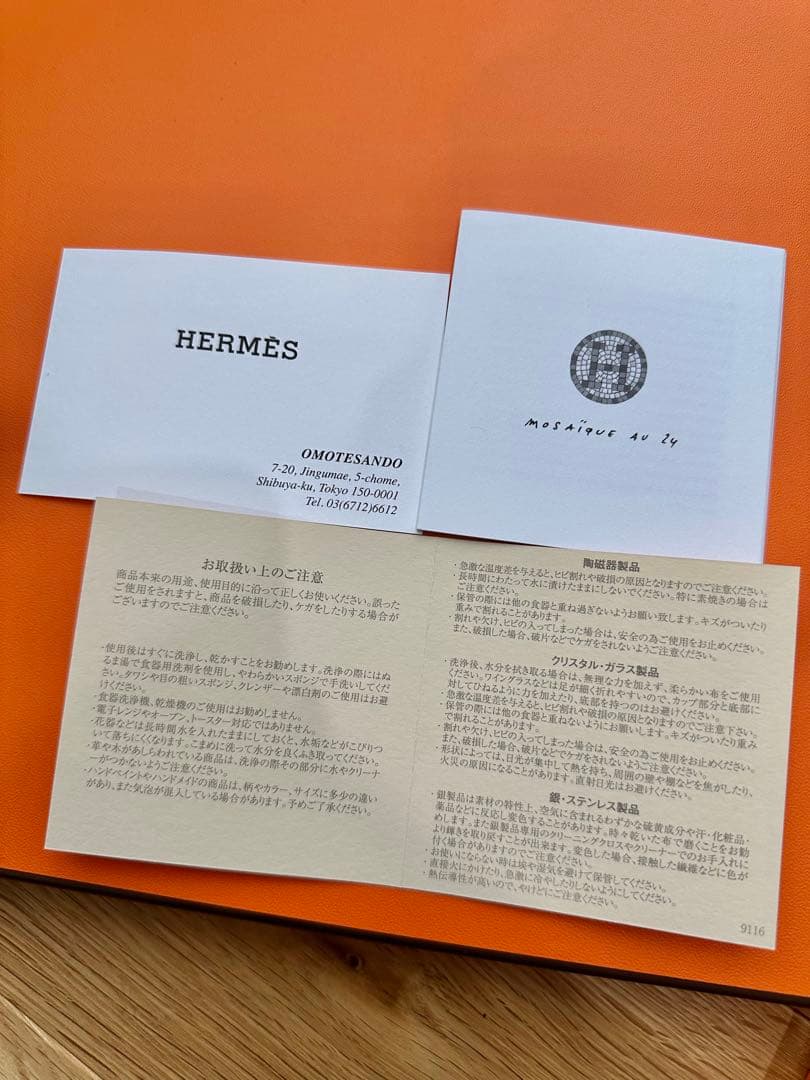 HERMÈS
OMOTESANDO
7-20, Jingumae, 5-chome,
Shibuya-ku, Tokyo 150-0001
Tel. 03(6712)6612
H
MOSAÏQUE AU 24
お取扱い上のご注意
商品本来の用途、使用目的に沿って正しくお使いください。誤った
ご使用をされますと、商品を破損したり、ケガをしたりする場合が
ございますのでご注意ください。
・使用後はすぐに洗浄し、乾かすことをお勧めします。洗浄の際にはぬ
るま湯で食器用洗剤を使用し、やわらかいスポンジで手洗いしてくだ
さい。タワシや目の粗いスポンジ、クレンザーや漂白剤のご使用はお避
けください。
・食器洗浄機、乾燥機のご使用はお勧めしません。
・電子レンジやオーブン、トースター対応ではありません。
・花器などは長時間水を入れたままにしておくと、水垢などがこびりつ
いて落ちにくくなります。こまめに洗って水分を良くふき取ってください。
・革や木があしらわれている商品は、洗浄の際その部分に水やクリーナ
ーがつかないようご注意ください。
・ハンドペイントやハンドメイドの商品は、柄やカラー、サイズに多少の違い
があり、また気泡が混入している場合があります。予めご了承ください。
陶磁器製品
・急激な温度差を与えると、ヒビ割れや破損の原因となりますのでご注意ください。
・長時間にわたって水に漬けたままにしないでください。特に素焼きの場合は
ご注意ください。
・保管の際には他の食器と重ね過ぎないようお願い致します。キズがついたり
重みで割れることがあります。
・割れや欠け、ヒビの入ってしまった場合は、安全の為ご使用をお止めください。
また、破損した場合、破片などでケガをされないようご注意ください。
クリスタル・ガラス製品
・洗浄後、水分を拭き取る場合は、無理な力を加えず、柔らかい布をご使用
ください。ワイングラスなどは足が細く折れやすいので、カップ部分と底部に
対してひねるように力を加えたり、底部を持つのはお避けください。
・急激な温度差を与えると、ヒビ割れや破損の原因となりますのでご注意下さい。
・保管の際には他の食器と重ねないようにお願いします。キズがついたり重み
で割れることがあります。
・割れや欠け、ヒビの入ってしまった場合は、安全の為ご使用をお止めください。
また、破損した場合、破片などでケガをされないようご注意ください。
・形状によっては、日光が集中して熱を持ち、周囲の壁や棚などを焦がしたり、
火災の原因になることがあります。直射日光はお避けください。
銀・ステンレス製品
・銀製品は素材の特性上、空気に含まれるわずかな硫黄成分や汗・化粧品・
薬品などに反応し変色することがあります。時々乾いた布で磨くことをお勧
めします。また銀製品専用のクリーニングクロスやクリーナーでのお手入れに
より輝きを取り戻すことが出来ます。変色した場合、接触した繊維などに色が
付く場合がありますのでご注意ください。
・お使いにならない時は埃や湿気を避けて保管してください。
・直接火にかけたり、急激に冷やしたりしないようにしてください。
・熱伝導性が高いので、やけどにご注意ください。
9116